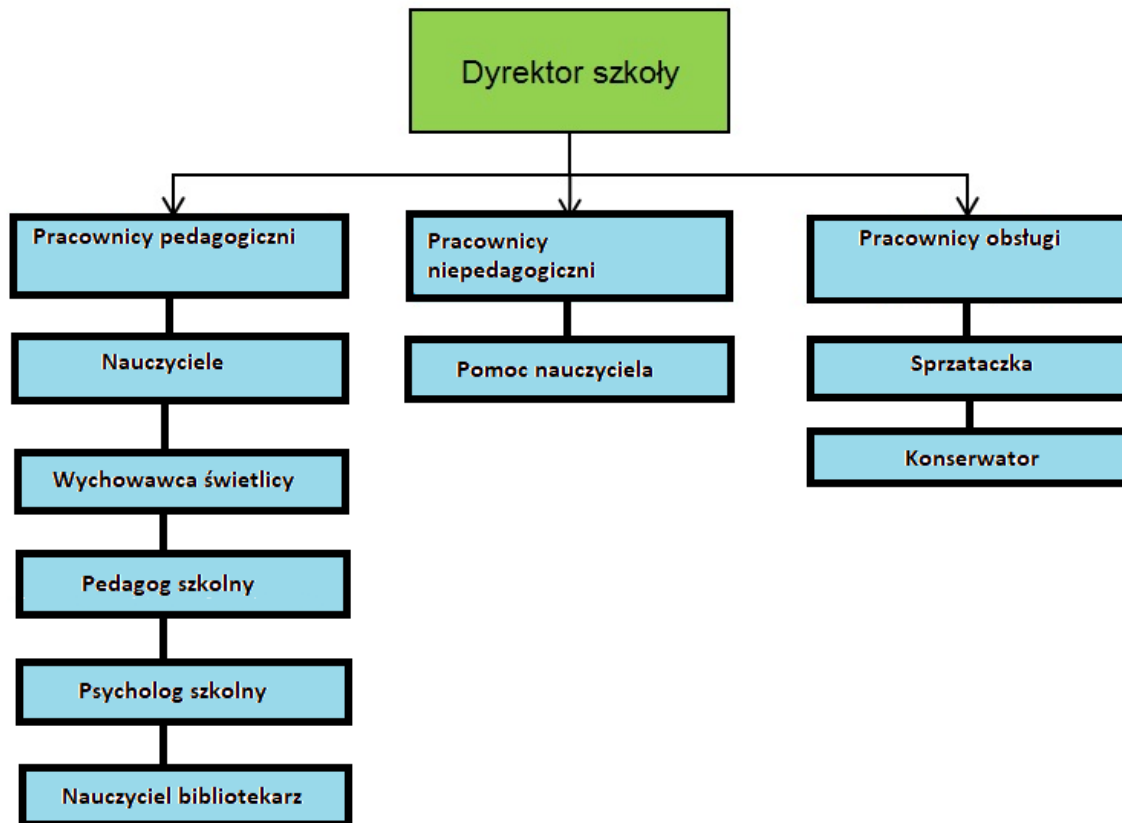 Dyrektor szkoły
Pracownicy pedagogiczni
Nauczyciele
Wychowawca świetlicy
Pedagog szkolny
Psycholog szkolny
Nauczyciel bibliotekarz
Pracownicy
niepedagogiczni
Pomoc nauczyciela
Pracownicy obsługi
Sprzataczka
Konserwator